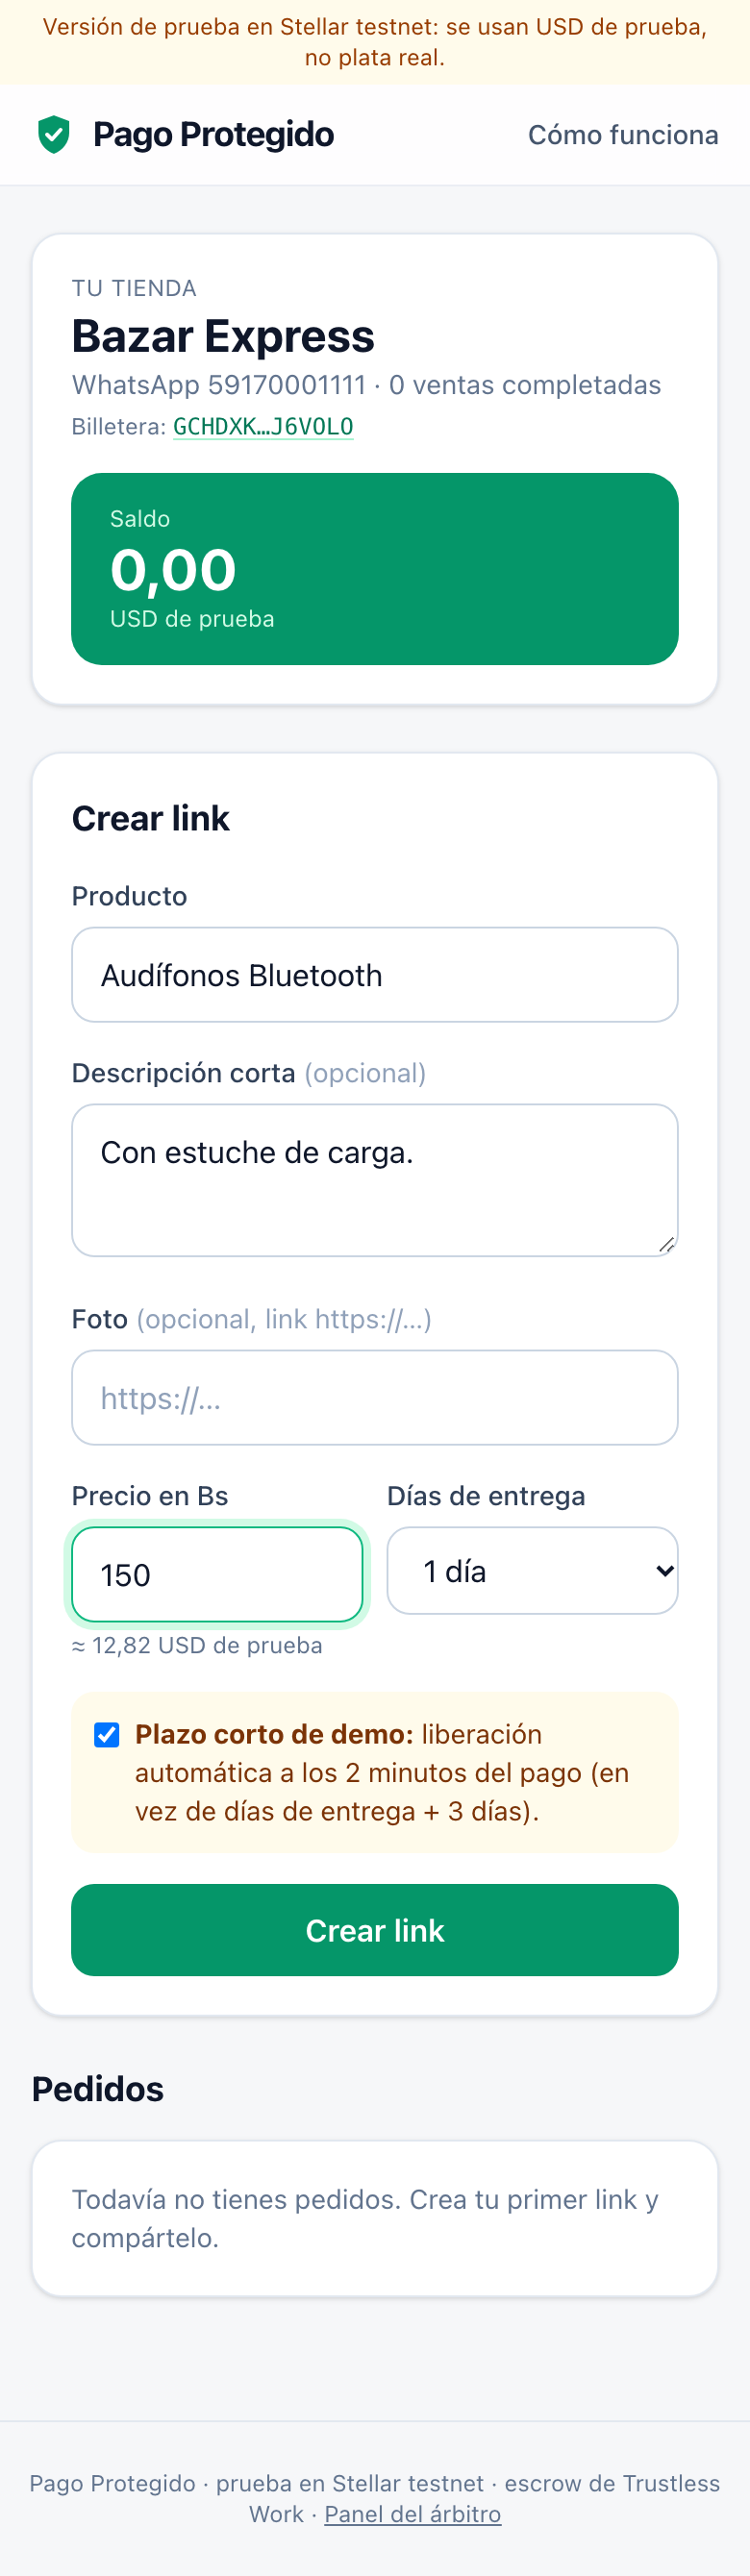 Versión de prueba en Stellar testnet: se usan USD de prueba,
no plata real.
Pago Protegido
Cómo funciona
TU TIENDA
Bazar Express
WhatsApp 59170001111 · 0 ventas completadas
Billetera: GCHDXK…J6VOLO
Saldo
0,00
USD de prueba
Crear link
Producto
Audífonos Bluetooth
Descripción corta (opcional)
Con estuche de carga.
Foto (opcional, link https://…)
https://…
Precio en Bs
Días de entrega
150
1 día
≈ 12,82 USD de prueba
Plazo corto de demo: liberación
automática a los 2 minutos del pago (en
vez de días de entrega + 3 días).
Crear link
Pedidos
Todavía no tienes pedidos. Crea tu primer link y
compártelo.
Pago Protegido · prueba en Stellar testnet · escrow de Trustless
Work · Panel del árbitro